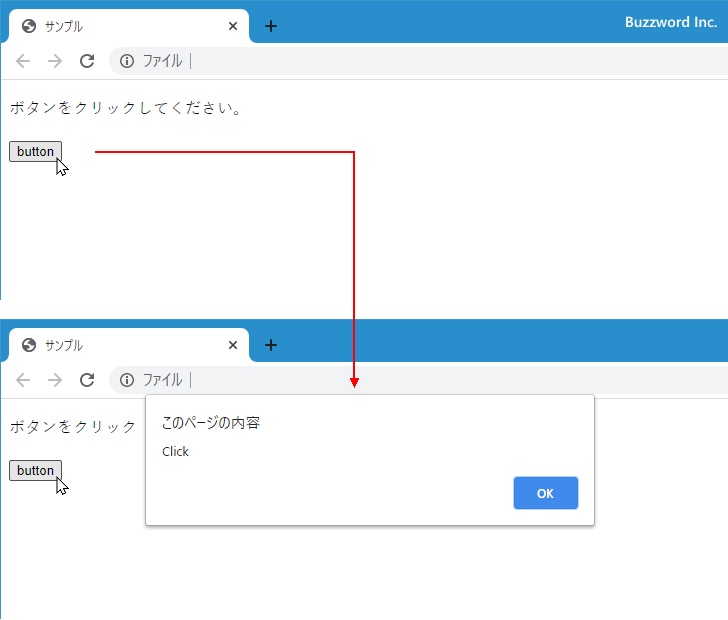 サンプル
Buzzword Inc.
ファイル
ボタンをクリックしてください。
button
サンプル
ファイル
ボタンをクリック
このページの内容
Click
button
OK